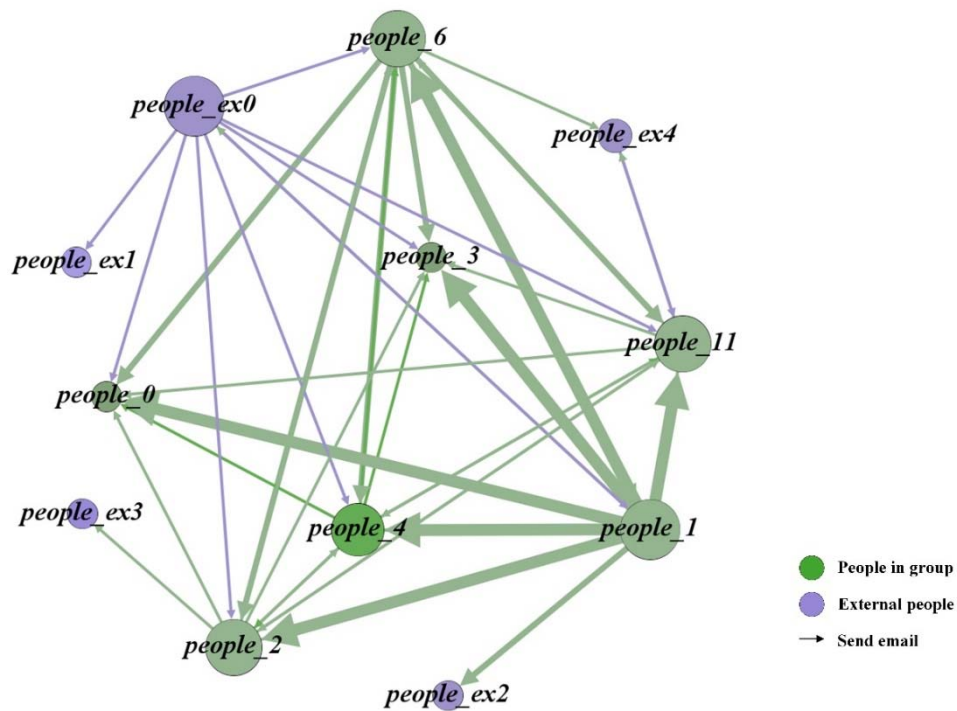 people_6
people_ex0
people_ex4
people_ex1
people_3
people_11
people_0
people_ex3
people_4
people_1
people_2
people_ex2
People in group
External people
Send email